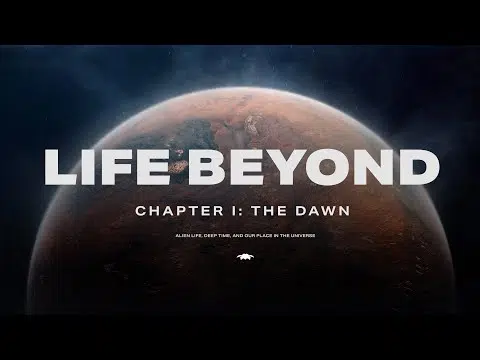 LIFE BEYOND
CHAPTER I: THE DAWN
ALIEN LIFE, DEEP TIME, AND OUR PLACE IN THE UNIVERSE